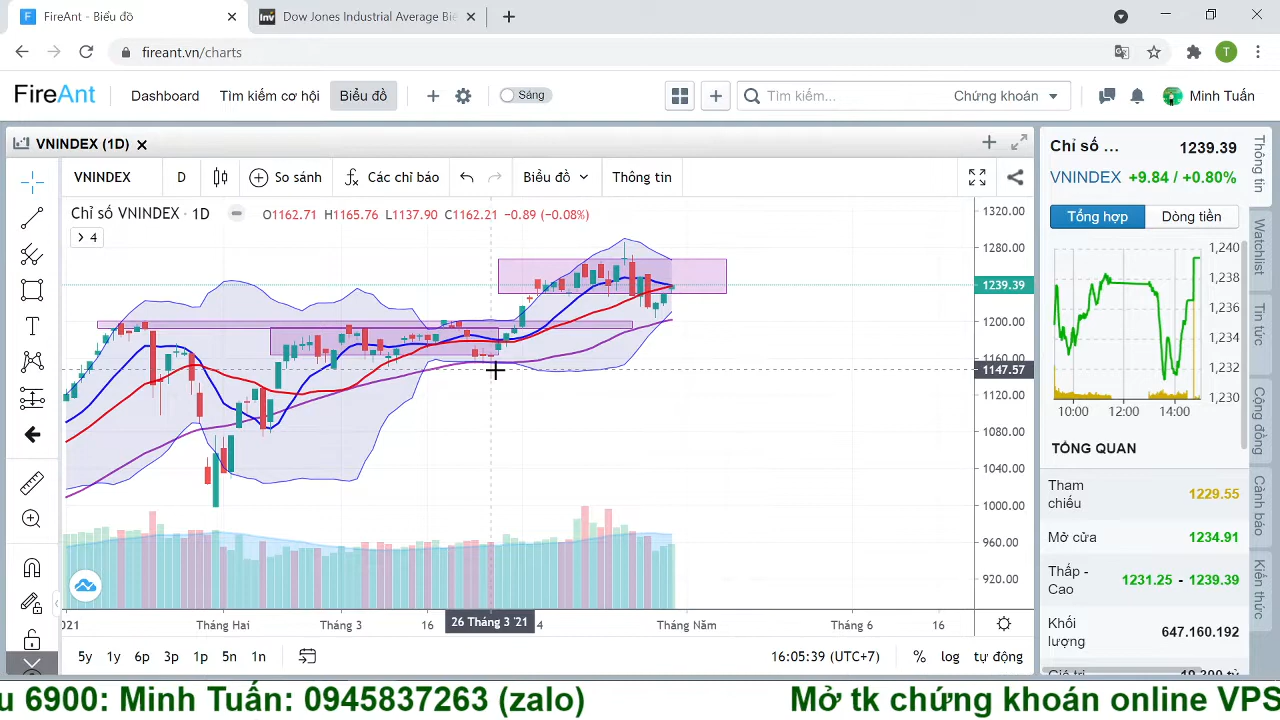 FireAnt - Biểu đồ
Dow Jones Industrial Average Bi
fireant.vn/charts
T
FireAnt
Dashboard
Tìm kiếm cơ hội
Biểu đồ
Sáng
Tìm kiếm...
Chứng khoán
Minh Tuấn
VNINDEX (1D)
VNINDEX
D
So sánh
Các chỉ báo
Biểu đồ
Thông tin
Chỉ số VNINDEX · 1D
O1162.71 H1165.76 L1137.90 C1162.21 -0.89 (-0.08%)
4
1320.00
1280.00
1239.39
1200.00
1160.00
1147.57
1120.00
1080.00
1040.00
1000.00
960.00
920.00
2021
Tháng Hai
Tháng 3
16
26 Tháng 3 '21
4
Tháng Năm
Tháng 6
16
5y
1y
6p
3p
1p
5n
1n
16:05:39 (UTC+7)
%
log
tự động
Chỉ số ...
1239.39
VNINDEX
+9.84 / +0.80%
Tổng hợp
Dòng tiền
1,240
1,238
1,236
1,234
1,232
1,230
10:00
12:00
14:00
TỔNG QUAN
Tham chiếu
1229.55
Mở cửa
1234.91
Thấp - Cao
1231.25 - 1239.39
Khối lượng
647.160.192
Giá trị
19.300 tỷ
Thông tin
Watchlist
Tin tức
Cộng đồng
Cảnh báo
Kiến thức
u 6900: Minh Tuấn: 0945837263 (zalo)
Mở tk chứng khoán online VPS